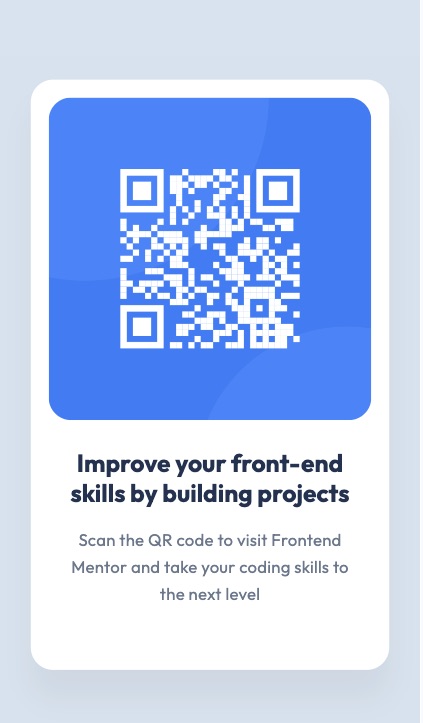 Improve your front-end
skills by building projects
Scan the QR code to visit Frontend
Mentor and take your coding skills to
the next level